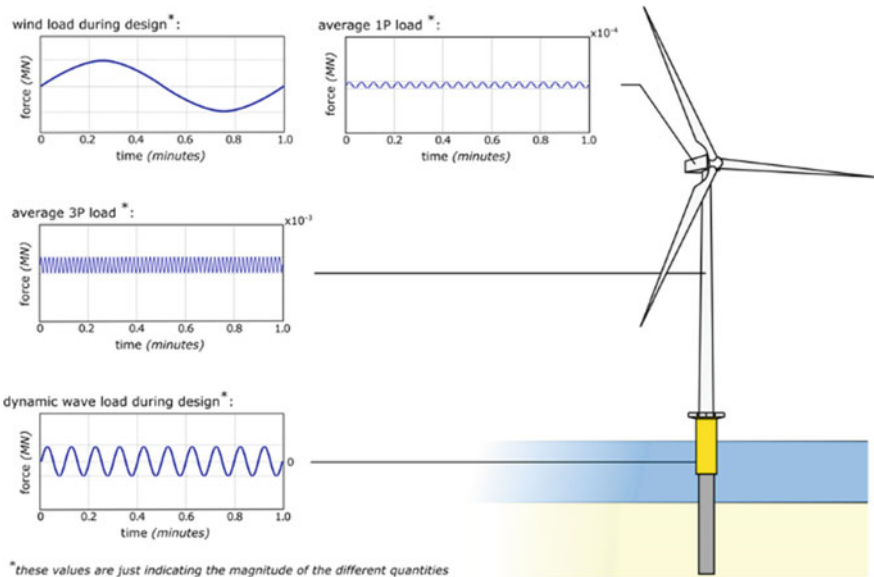 wind load during design*:
average 1P load *:
x10-4
force (MN)
force (MN)
0 0.2 0.4 0.6 0.8 1.0
0 0.2 0.4 0.6 0.8 1.0
time (minutes)
time (minutes)
average 3P load *:
x10-3
force (MN)
0 0.2 0.4 0.6 0.8 1.0
time (minutes)
dynamic wave load during design*:
force (MN)
0
0 0.2 0.4 0.6 0.8 1.0
time (minutes)
*these values are just indicating the magnitude of the different quantities